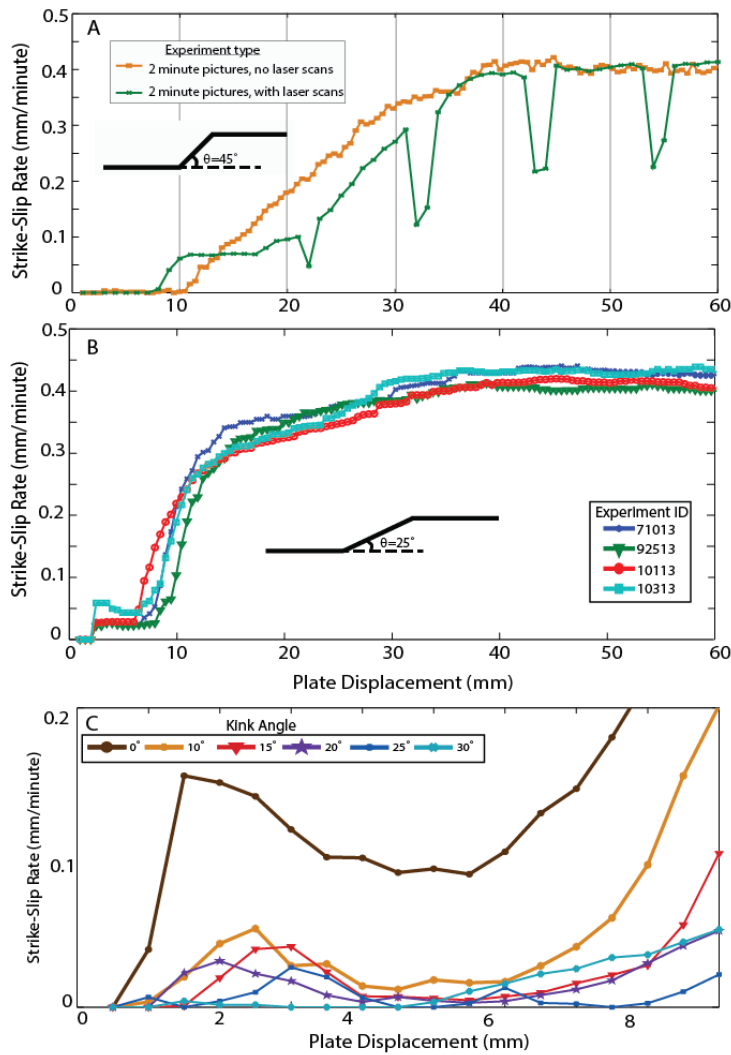 A
Experiment type
2 minute pictures, no laser scans
2 minute pictures, with laser scans
θ=45°
Strike-Slip Rate (mm/minute)
0.5
0.4
0.3
0.2
0.1
0
0 10 20 30 40 50 60
B
θ=25°
Experiment ID
71013
92513
10113
10313
Strike-Slip Rate (mm/minute)
0.5
0.4
0.3
0.2
0.1
0
0 10 20 30 40 50 60
Plate Displacement (mm)
C
Kink Angle
0° 10° 15° 20° 25° 30°
Strike-Slip Rate (mm/minute)
0.2
0.1
0
0 2 4 6 8
Plate Displacement (mm)